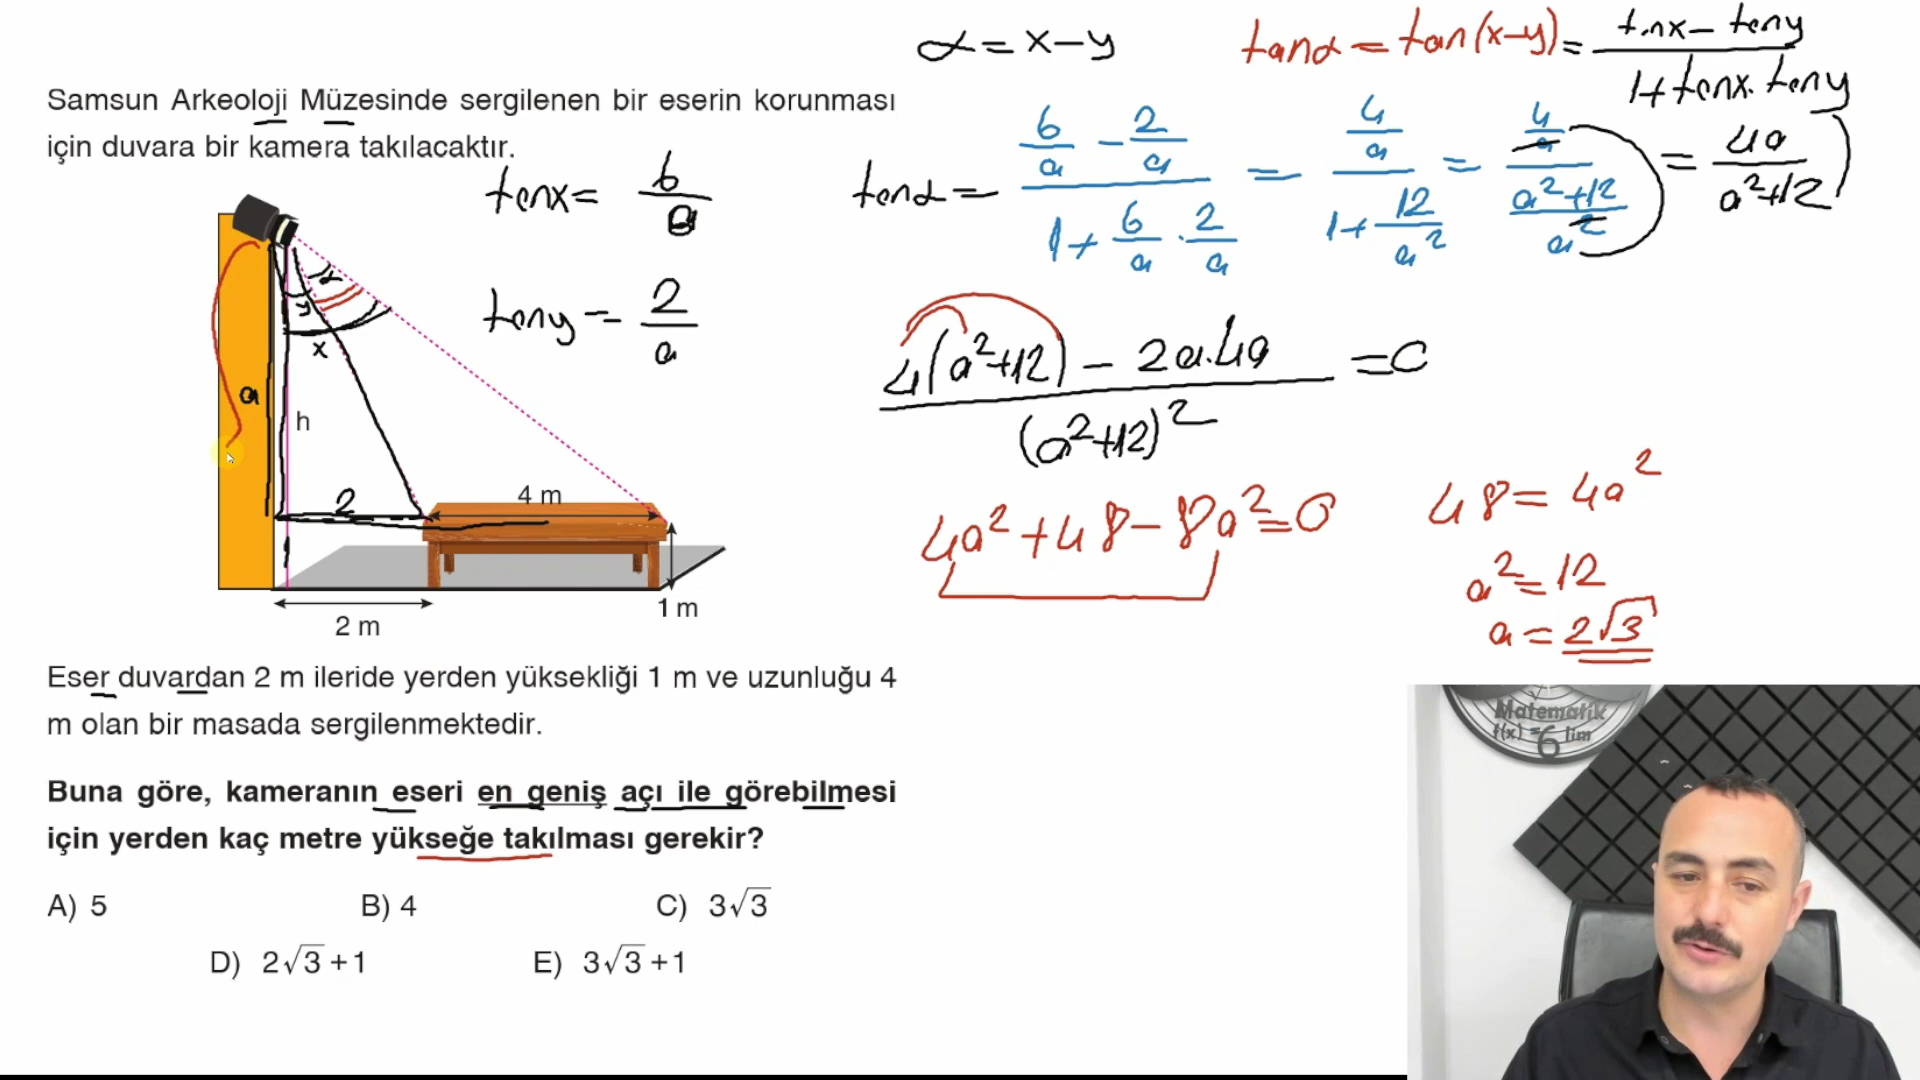 Samsun Arkeoloji Müzesinde sergilenen bir eserin korunması
için duvara bir kamera takılacaktır.
tanx = 6/a
tany = 2/a
α
y
x
a
h
2
4 m
1
1 m
2 m
Eser duvardan 2 m ileride yerden yüksekliği 1 m ve uzunluğu 4
m olan bir masada sergilenmektedir.
Buna göre, kameranın eseri en geniş açı ile görebilmesi
için yerden kaç metre yükseğe takılması gerekir?
A) 5
B) 4
C) 3√3
D) 2√3 + 1
E) 3√3 + 1
α = x − y
tanα = tan(x−y) = (tanx − tany)/(1 + tanx.tany)
tanα = (6/a − 2/a)/(1 + 6/a · 2/a) = (4/a)/(1 + 12/a²) = (4/a)/((a²+12)/a²) = 4a/(a²+12)
(4(a²+12) − 2a.4a)/(a²+12)² = 0
4a² + 48 − 8a² = 0
48 = 4a²
a² = 12
a = 2√3
Matematik
f(x) = 6 lim